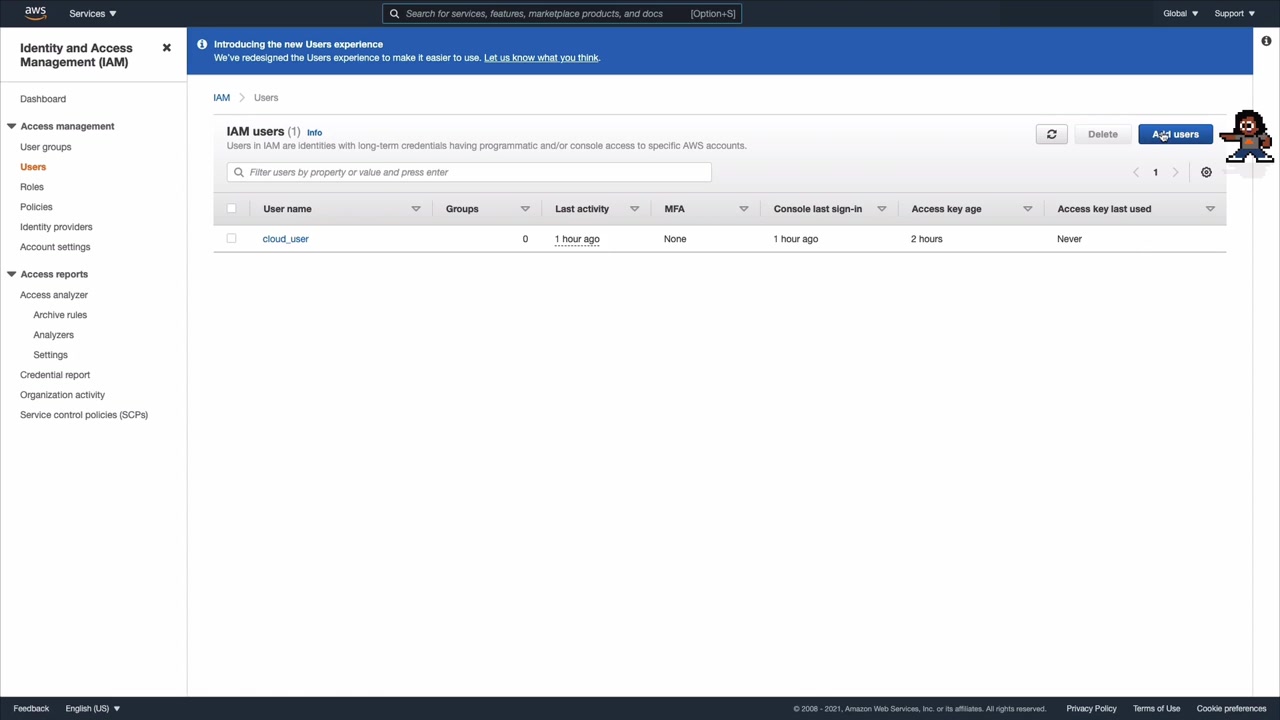 aws
Services
Search for services, features, marketplace products, and docs
[Option+S]
Global
Support
Identity and Access
Management (IAM)
Dashboard
Access management
User groups
Users
Roles
Policies
Identity providers
Account settings
Access reports
Access analyzer
Archive rules
Analyzers
Settings
Credential report
Organization activity
Service control policies (SCPs)
Introducing the new Users experience
We've redesigned the Users experience to make it easier to use. Let us know what you think.
IAM > Users
IAM users (1) Info
Users in IAM are identities with long-term credentials having programmatic and/or console access to specific AWS accounts.
Delete
Add users
Filter users by property or value and press enter
1
User name Groups Last activity MFA Console last sign-in Access key age Access key last used
cloud_user 0 1 hour ago None 1 hour ago 2 hours Never
Feedback
English (US)
© 2008 - 2021, Amazon Web Services, Inc. or its affiliates. All rights reserved.
Privacy Policy
Terms of Use
Cookie preferences